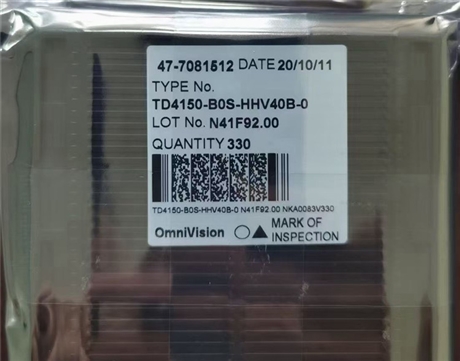 47-7081512 DATE 20/10/11
TYPE No.
TD4150-B0S-HHV40B-0
LOT No. N41F92.00
QUANTITY 330
TD4150-B0S-HHV40B-0 N41F92.00 NKA0083V330
OmniVision MARK OF
INSPECTION